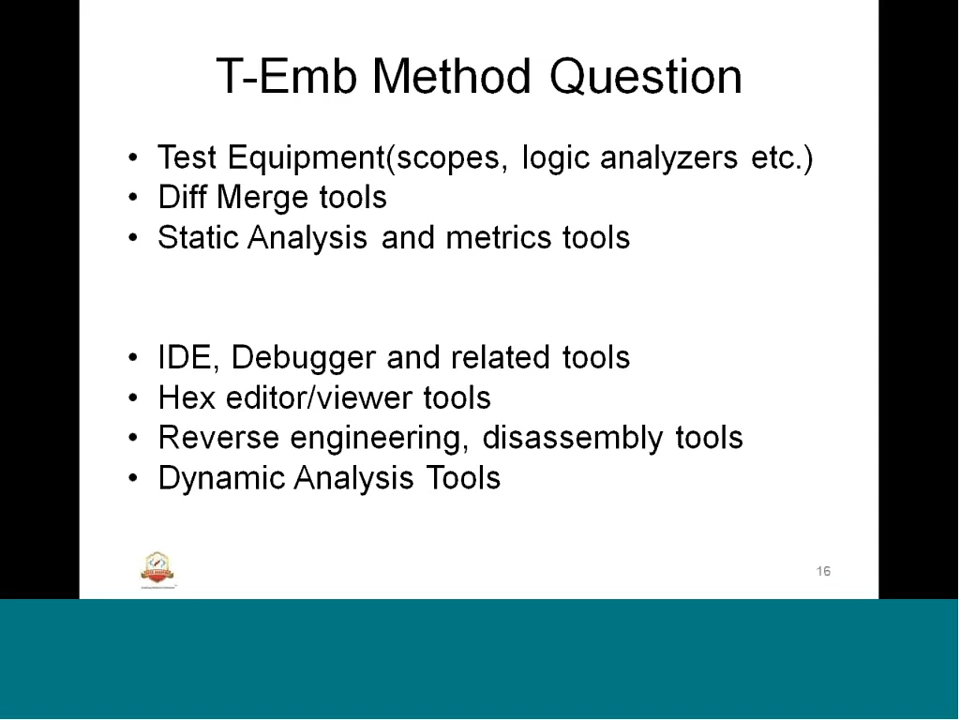 T-Emb Method Question
• Test Equipment(scopes, logic analyzers etc.)
• Diff Merge tools
• Static Analysis and metrics tools
• IDE, Debugger and related tools
• Hex editor/viewer tools
• Reverse engineering, disassembly tools
• Dynamic Analysis Tools
16